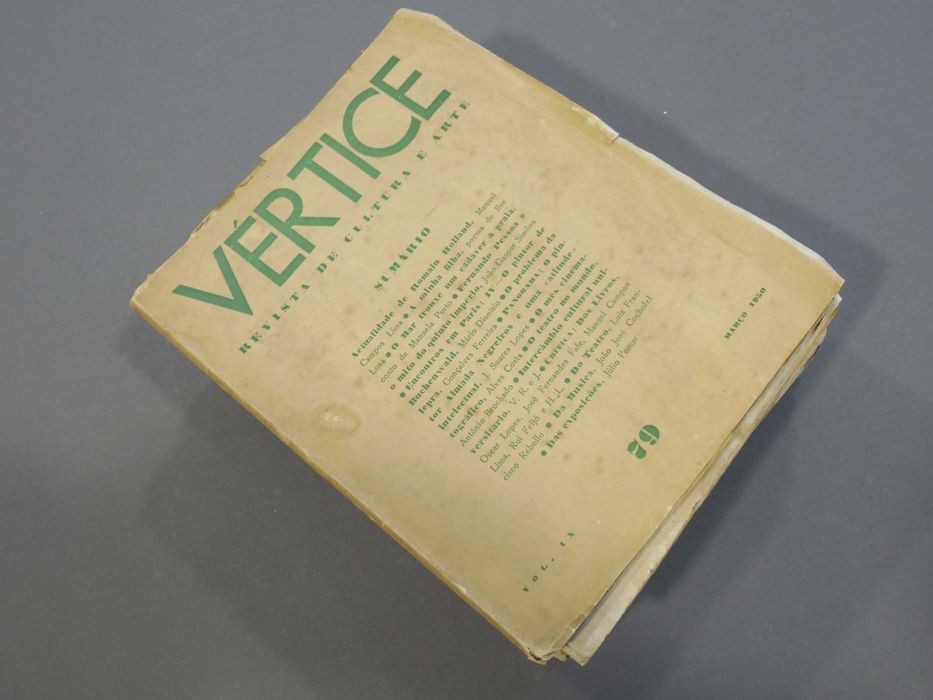 VÉRTICE
REVISTA DE CULTURA E ARTE
SUMÁRIO
Actualidade de Romain Rolland, Manuel
Campos Lima • A minha filha, poema de Ilse
Losa • O Mar trouxe um cadáver à praia,
conto de Manuela Porto • Fernando Pessoa e
o mito do quinto império, João Gaspar Simões
• Encontros em Paris: IV — O pintor de
Buchenwald, Mário Dionísio • O problema da
lepra, Gonçalves Ferreira • PANORAMA: O pin-
tor Almada Negreiros e uma «atitude»
intelectual, J. Soares Lopes • O mês cinema-
tográfico, Alves Costa • O teatro no mundo,
António Brochado • Intercâmbio cultural uni-
versitário, V. R. e J. • CRÍTICA: Dos Livros,
Oscar Lopes, José Fernandes Fafe, Manuel Campos
Lima, Rui Feijó e H. J. — Do Teatro, Luiz Fran-
cisco Rebello • Da Música, João José Cochofel
• Das exposições, Júlio Pomar
79
MARÇO 1950
VOL. IX